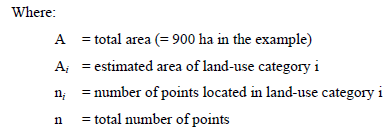 Where:
A = total area (= 900 ha in the example)
Aᵢ = estimated area of land-use category i
nᵢ = number of points located in land-use category i
n = total number of points